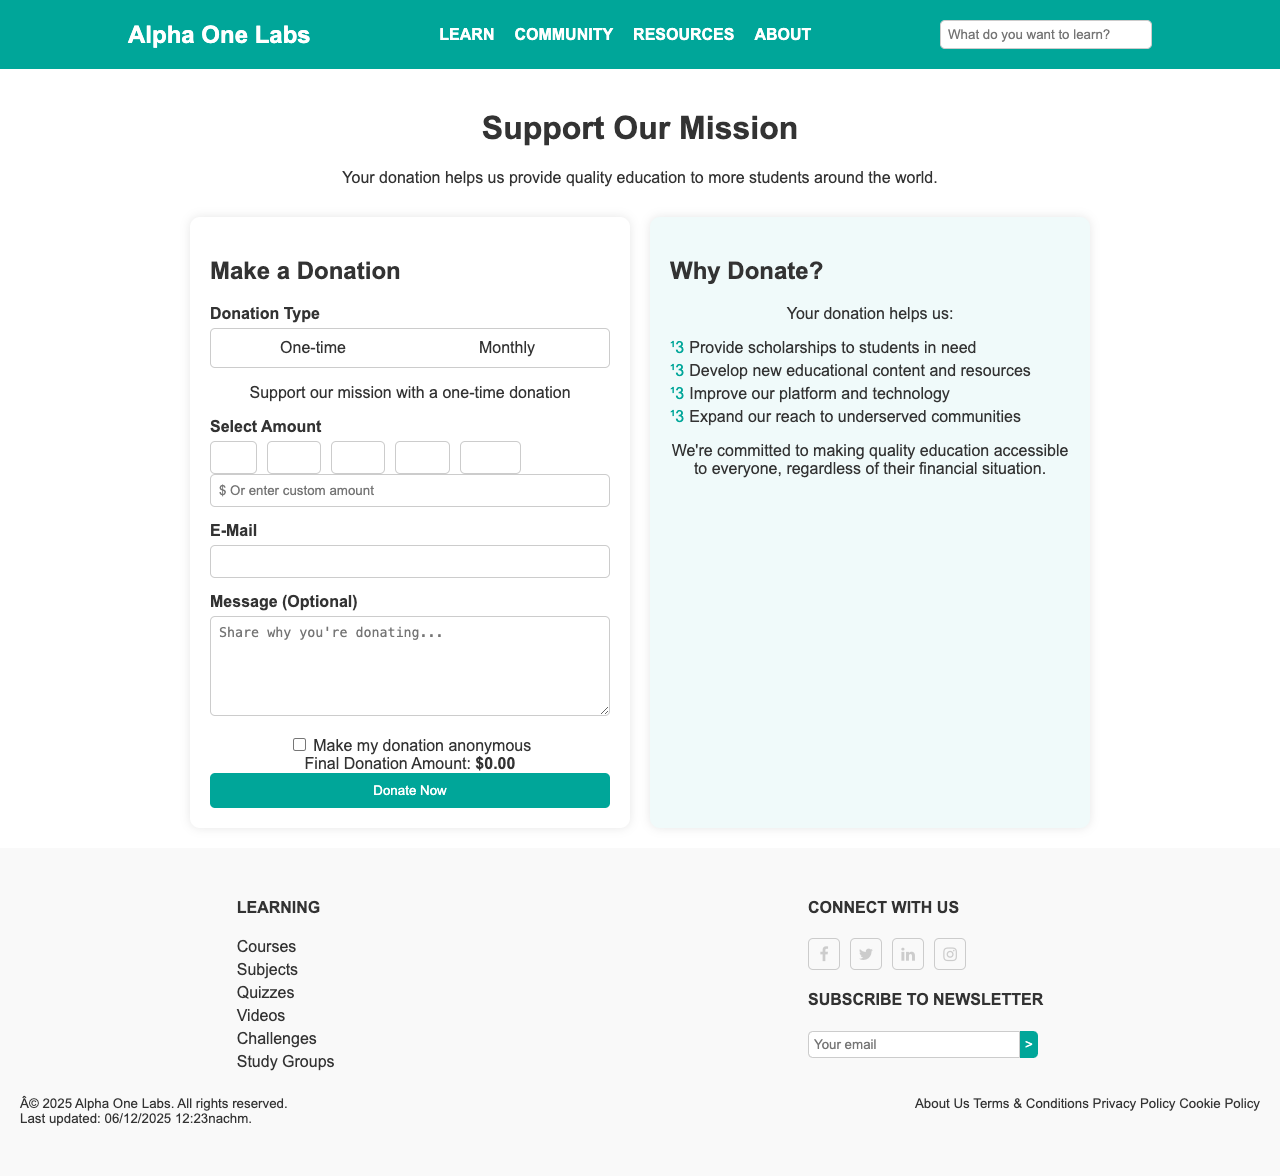 Alpha One Labs
LEARN COMMUNITY RESOURCES ABOUT
What do you want to learn?
Support Our Mission
Your donation helps us provide quality education to more students around the world.
Make a Donation
Donation Type
One-time Monthly
Support our mission with a one-time donation
Select Amount
$ Or enter custom amount
E-Mail
Message (Optional)
Share why you're donating...
Make my donation anonymous
Final Donation Amount: $0.00
Donate Now
Why Donate?
Your donation helps us:
¹3 Provide scholarships to students in need
¹3 Develop new educational content and resources
¹3 Improve our platform and technology
¹3 Expand our reach to underserved communities
We're committed to making quality education accessible
to everyone, regardless of their financial situation.
LEARNING
Courses
Subjects
Quizzes
Videos
Challenges
Study Groups
CONNECT WITH US
SUBSCRIBE TO NEWSLETTER
Your email >
Â© 2025 Alpha One Labs. All rights reserved.
Last updated: 06/12/2025 12:23nachm.
About Us Terms & Conditions Privacy Policy Cookie Policy